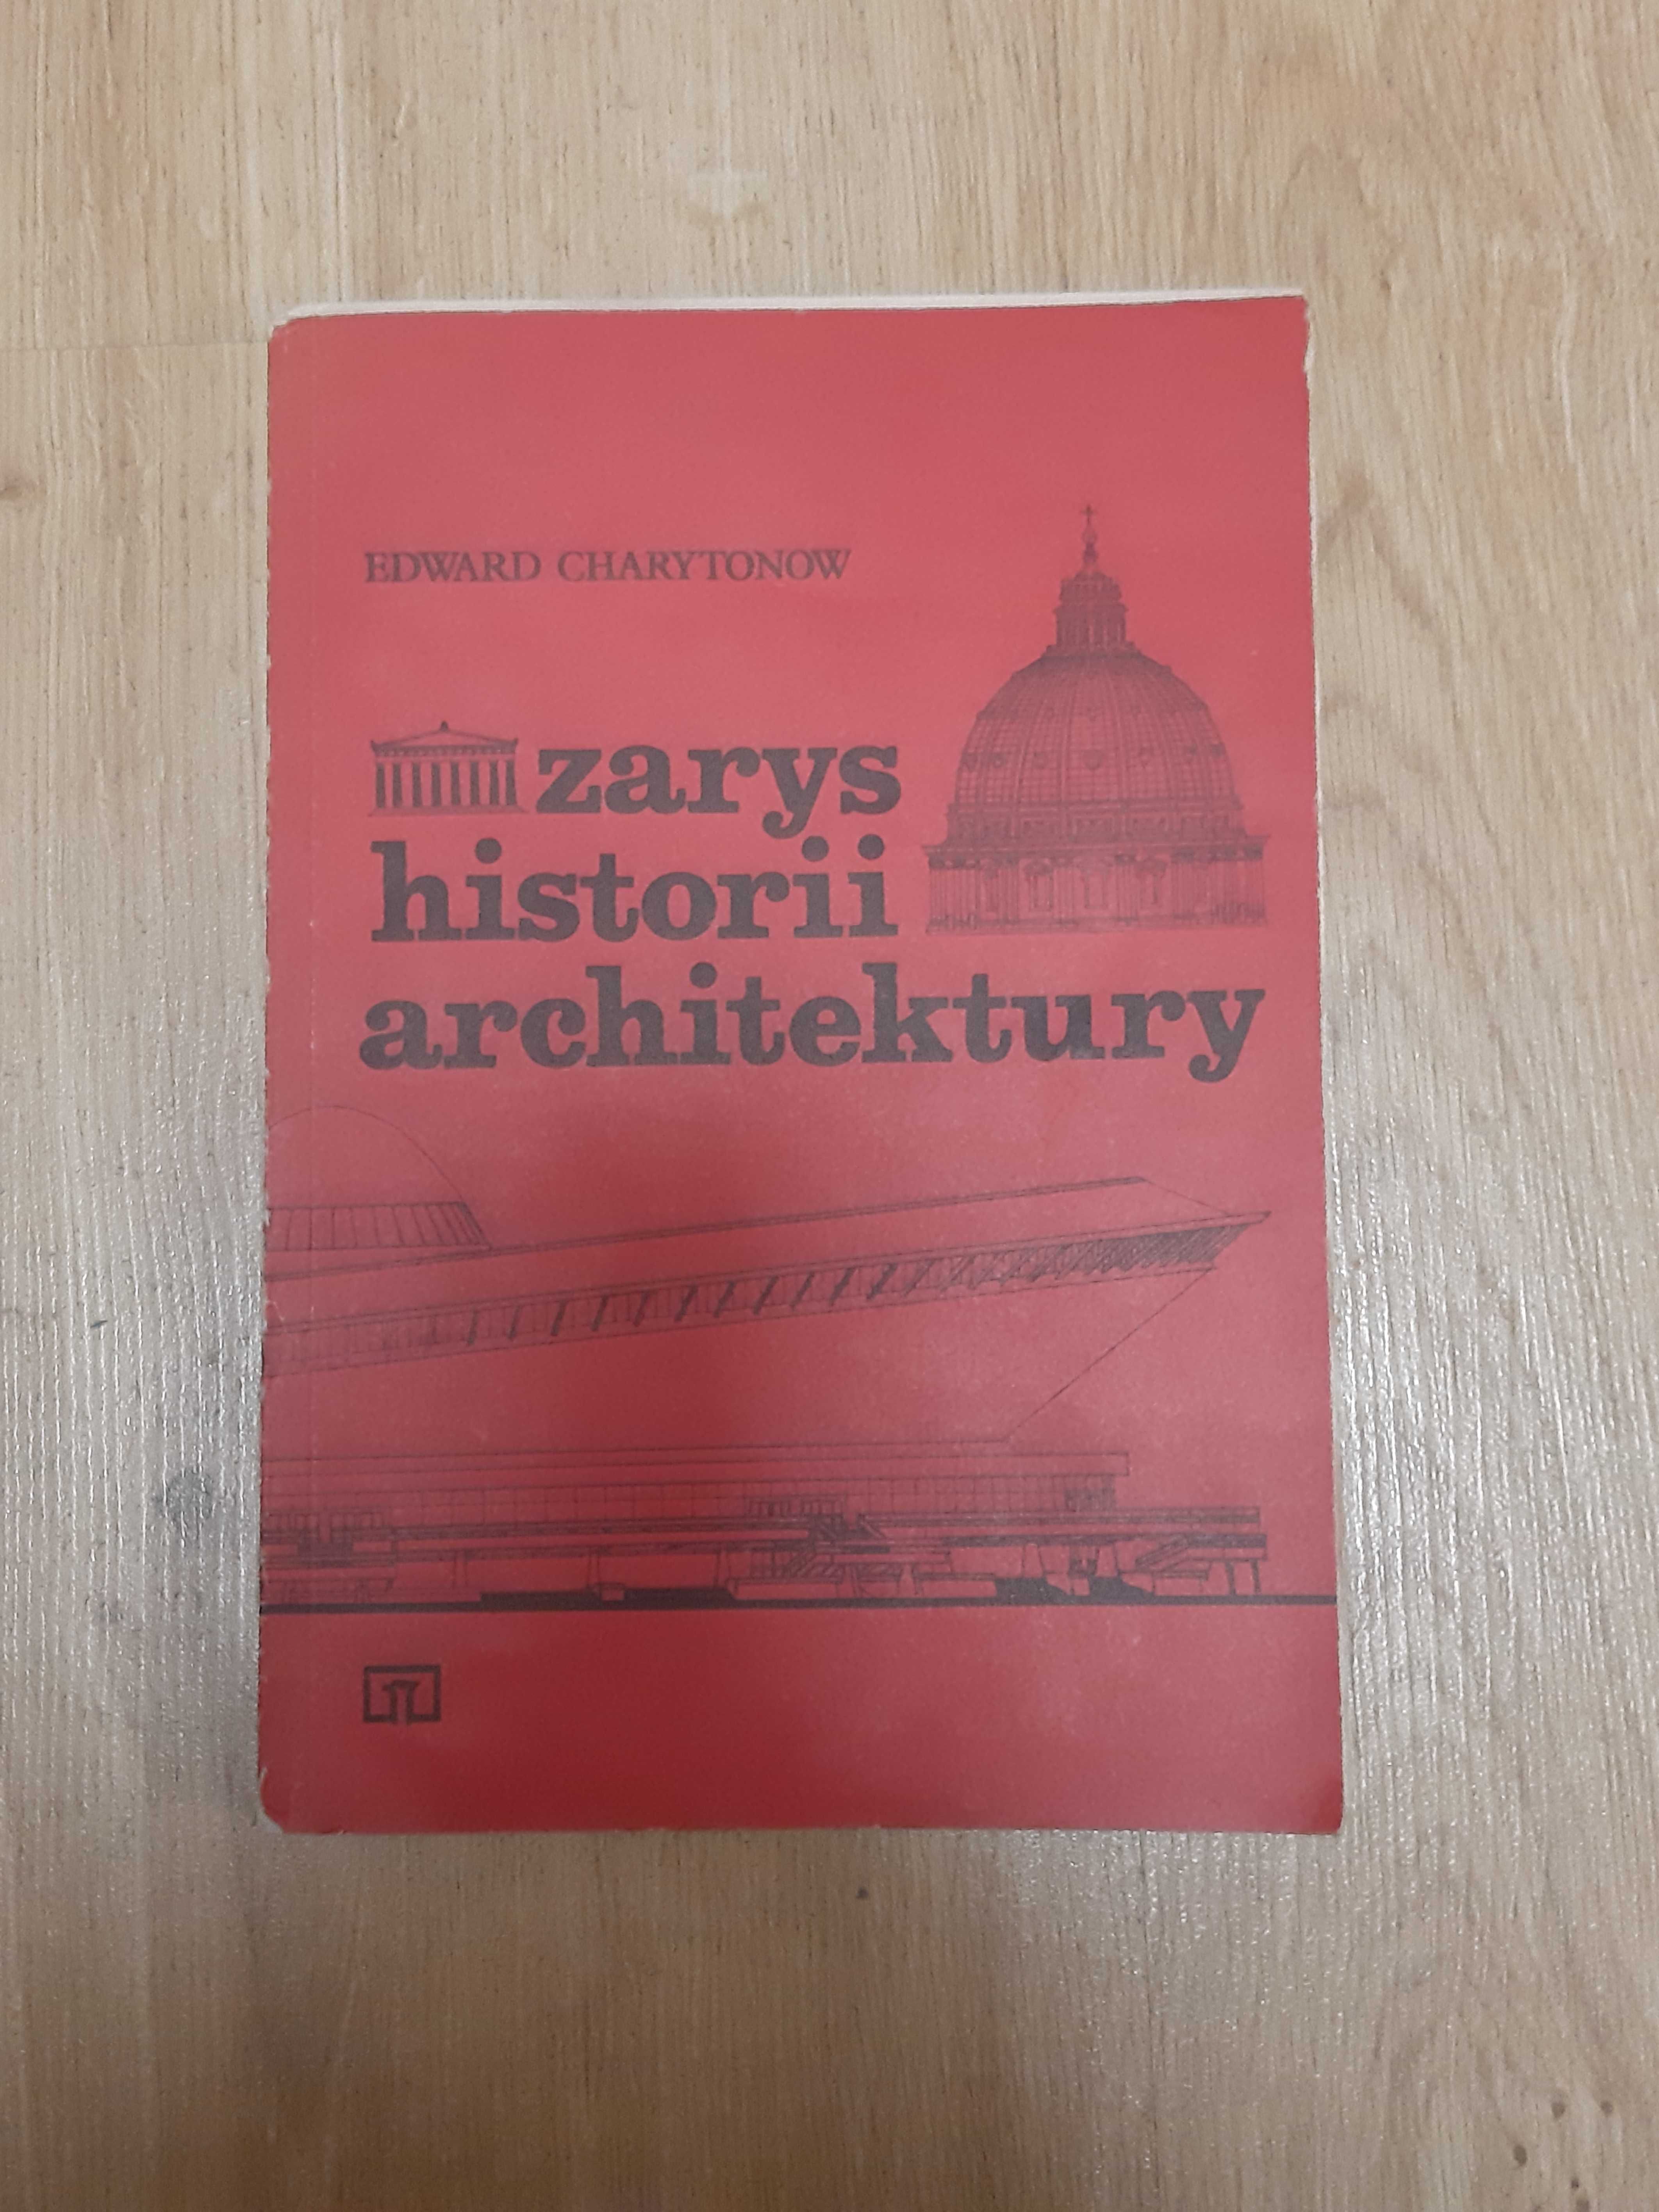 EDWARD CHARYTONOW
zarys
historii
architektury